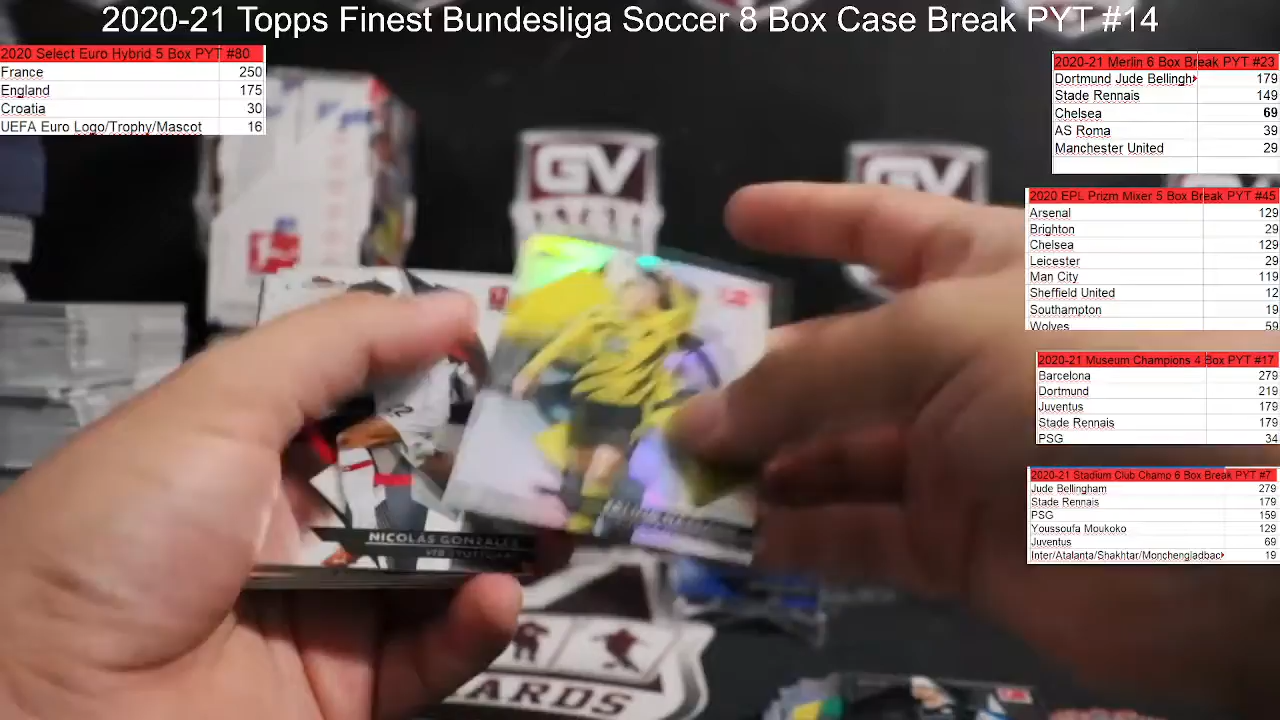 2020-21 Topps Finest Bundesliga Soccer 8 Box Case Break PYT #14
2020 Select Euro Hybrid 5 Box PYT #80
France 250
England 175
Croatia 30
UEFA Euro Logo/Trophy/Mascot 16
2020-21 Merlin 6 Box Break PYT #23
Dortmund Jude Bellingh 179
Stade Rennais 149
Chelsea 69
AS Roma 39
Manchester United 29
2020 EPL Prizm Mixer 5 Box Break PYT #45
Arsenal 129
Brighton 29
Chelsea 129
Leicester 29
Man City 119
Sheffield United 12
Southampton 19
Wolves 59
2020-21 Museum Champions 4 Box PYT #17
Barcelona 279
Dortmund 219
Juventus 179
Stade Rennais 179
PSG 34
2020-21 Stadium Club Champ 6 Box Break PYT #7
Jude Bellingham 279
Stade Rennais 179
PSG 159
Youssoufa Moukoko 129
Juventus 69
Inter/Atalanta/Shakhtar/Monchengladbac 19
GV
GV
NICOLÁS GONZÁLEZ
VFB STUTTGART